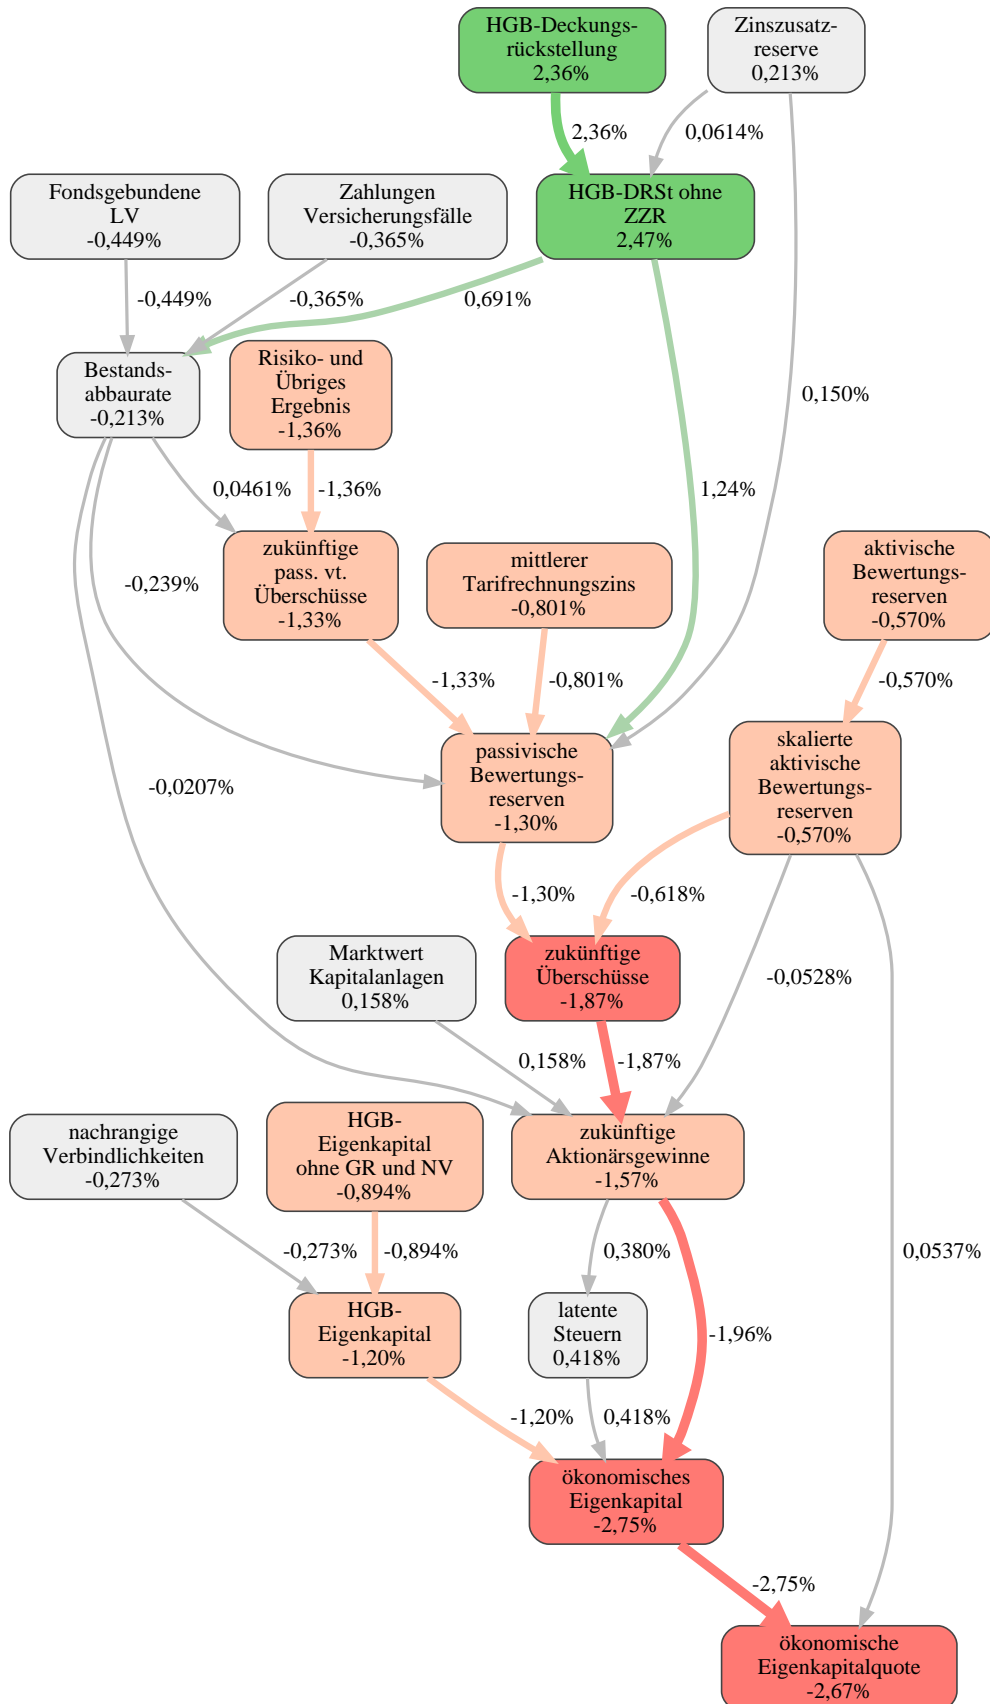 HGB-Deckungs-
rückstellung
2,36%
Zinszusatz-
reserve
0,213%
2,36%
0,0614%
Fondsgebundene
LV
-0,449%
Zahlungen
Versicherungsfälle
-0,365%
HGB-DRSt ohne
ZZR
2,47%
-0,449%
-0,365%
0,691%
Bestands-
abbaurate
-0,213%
Risiko- und
Übriges
Ergebnis
-1,36%
0,150%
0,0461%
-1,36%
1,24%
zukünftige
pass. vt.
Überschüsse
-1,33%
mittlerer
Tarifrechnungszins
-0,801%
aktivische
Bewertungs-
reserven
-0,570%
-0,239%
-1,33%
-0,801%
-0,570%
passivische
Bewertungs-
reserven
-1,30%
skalierte
aktivische
Bewertungs-
reserven
-0,570%
-0,0207%
-1,30%
-0,618%
Marktwert
Kapitalanlagen
0,158%
zukünftige
Überschüsse
-1,87%
-0,0528%
0,158%
-1,87%
nachrangige
Verbindlichkeiten
-0,273%
HGB-
Eigenkapital
ohne GR und NV
-0,894%
zukünftige
Aktionärsgewinne
-1,57%
-0,273%
-0,894%
0,380%
0,0537%
HGB-
Eigenkapital
-1,20%
latente
Steuern
0,418%
-1,96%
-1,20%
0,418%
ökonomisches
Eigenkapital
-2,75%
-2,75%
ökonomische
Eigenkapitalquote
-2,67%